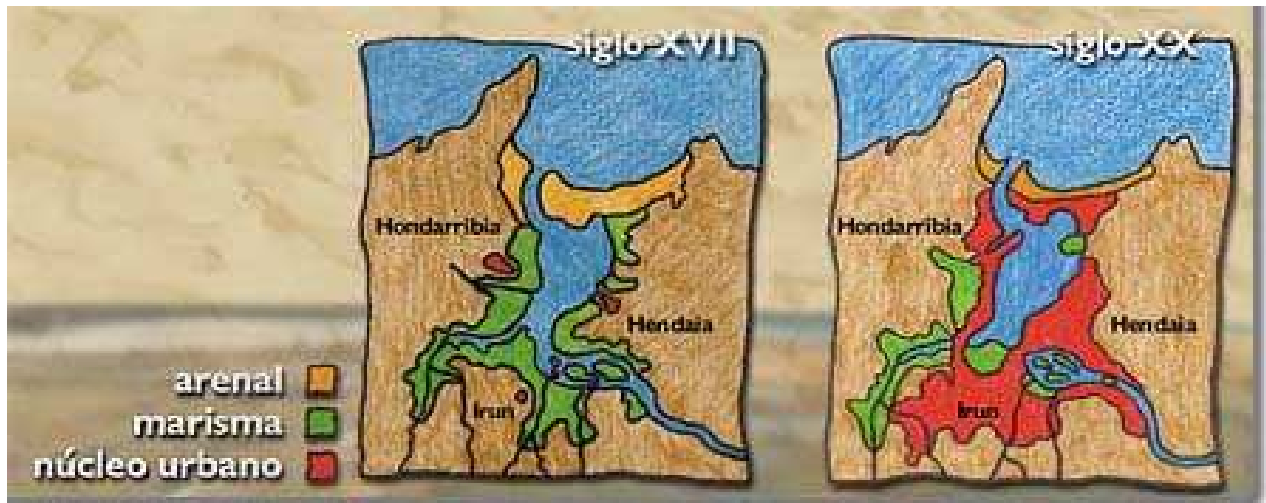 siglo XVII
Hondarribia
Hendaia
Irun
siglo XX
Hondarribia
Hendaia
Irun
arenal
marisma
núcleo urbano